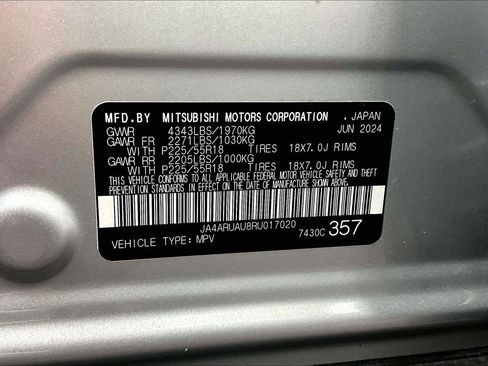 MFD.BY MITSUBISHI MOTORS CORPORATION . JAPAN
GVWR 4343LBS/1970KG JUN 2024
GAWR FR 2271LBS/1030KG
WITH P225/55R18 TIRES 18X7.0J RIMS
GAWR RR 2205LBS/1000KG
WITH P225/55R18 TIRES 18X7.0J RIMS
THIS VEHICLE CONFORMS TO ALL APPLICABLE FEDERAL MOTOR VEHICLE SAFETY AND THEFT
PREVENTION STANDARDS IN EFFECT ON THE DATE OF MANUFACTURE SHOWN ABOVE.
JA4ARUAU8RU017020
VEHICLE TYPE: MPV 7430C 357